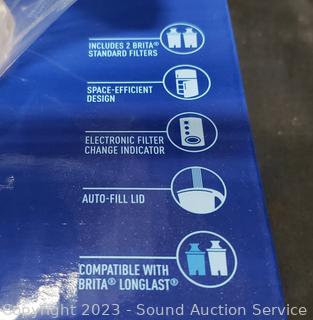 INCLUDES 2 BRITA®
STANDARD FILTERS
SPACE-EFFICIENT
DESIGN
ELECTRONIC FILTER
CHANGE INDICATOR
AUTO-FILL LID
COMPATIBLE WITH
BRITA® LONGLAST®
Copyright 2023 - Sound Auction Service